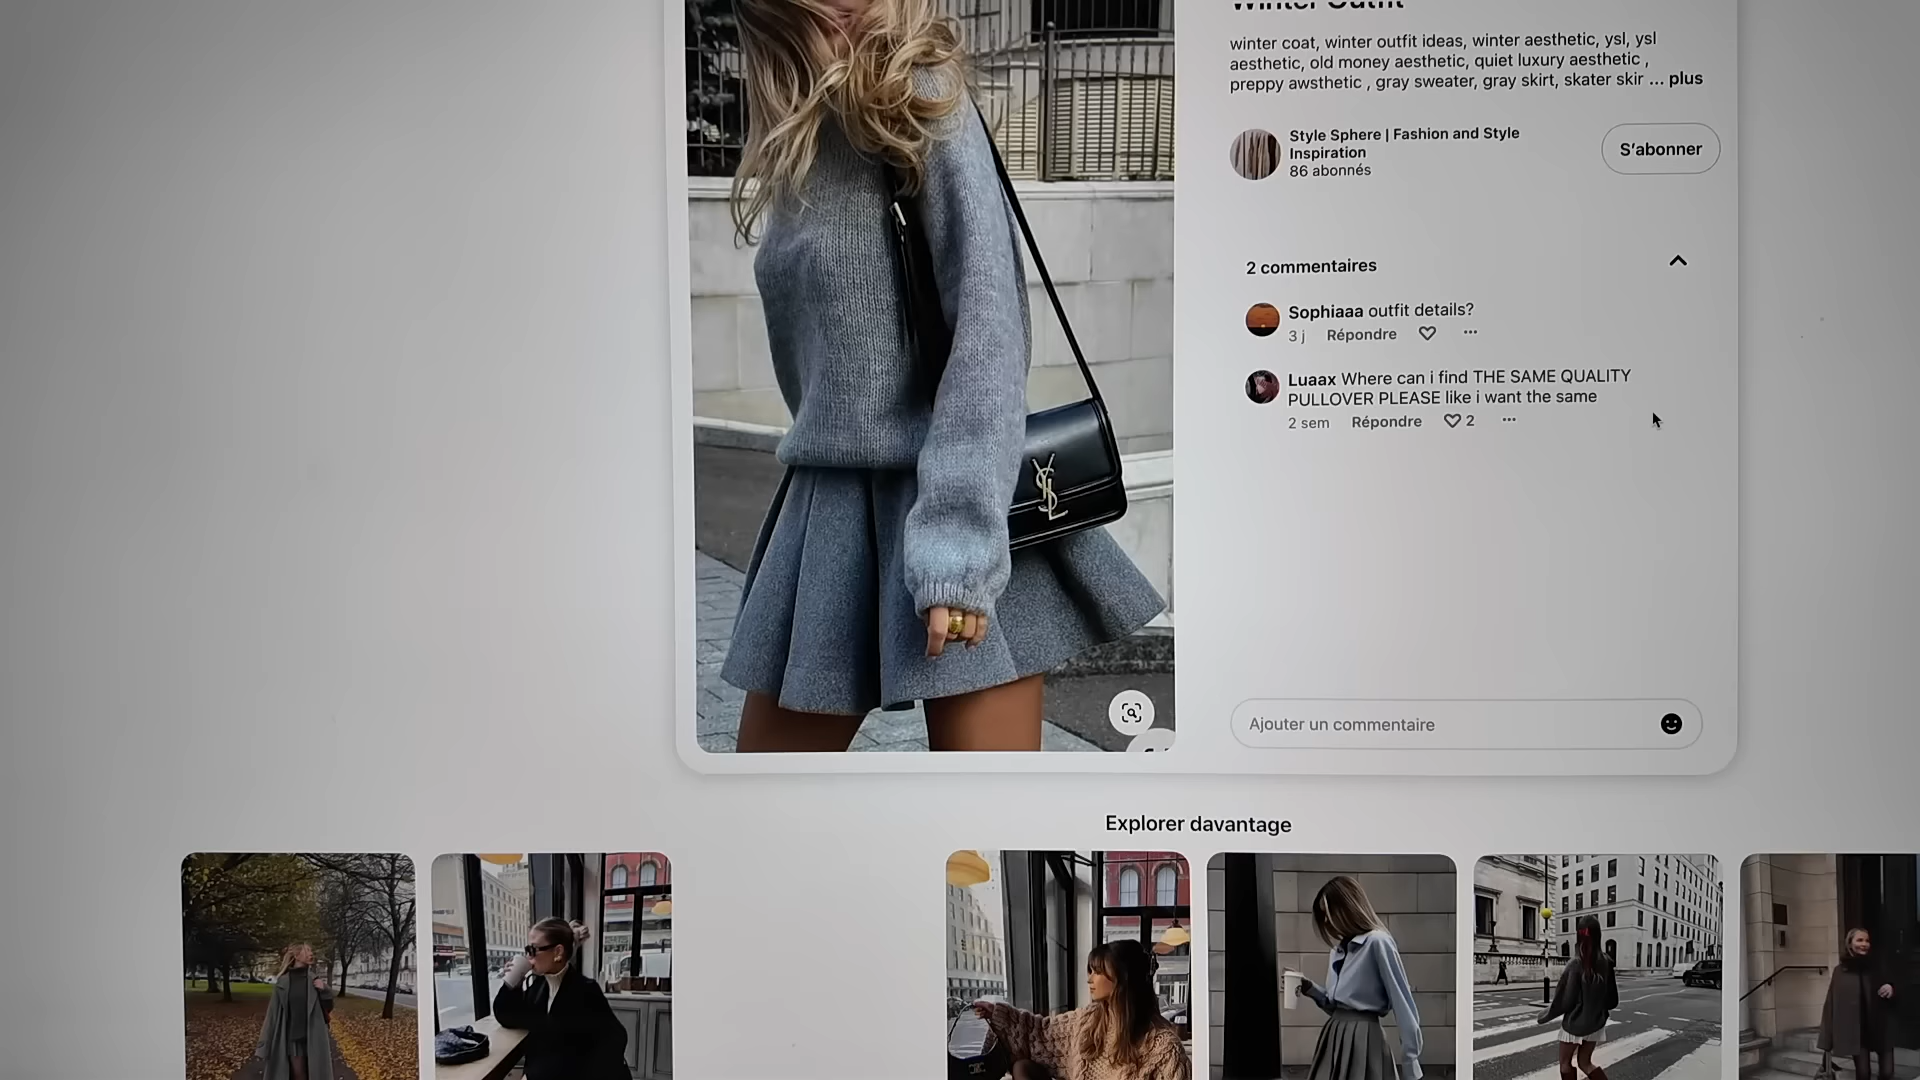 Winter Outfit
winter coat, winter outfit ideas, winter aesthetic, ysl, ysl
aesthetic, old money aesthetic, quiet luxury aesthetic ,
preppy awsthetic , gray sweater, gray skirt, skater skir ... plus
Style Sphere | Fashion and Style
Inspiration
86 abonnés
S'abonner
2 commentaires
Sophiaaa outfit details?
3 j Répondre
Luaax Where can i find THE SAME QUALITY
PULLOVER PLEASE like i want the same
2 sem Répondre 2
YSL
Ajouter un commentaire
Explorer davantage